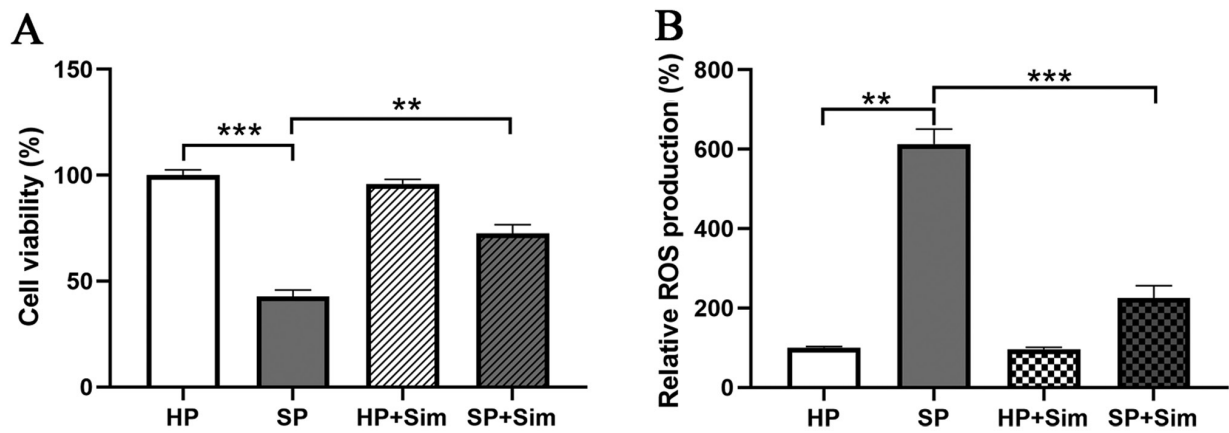 A
Cell viability (%)
150
100
50
0
***
**
HP
SP
HP+Sim
SP+Sim
B
Relative ROS production (%)
800
600
400
200
0
**
***
HP
SP
HP+Sim
SP+Sim